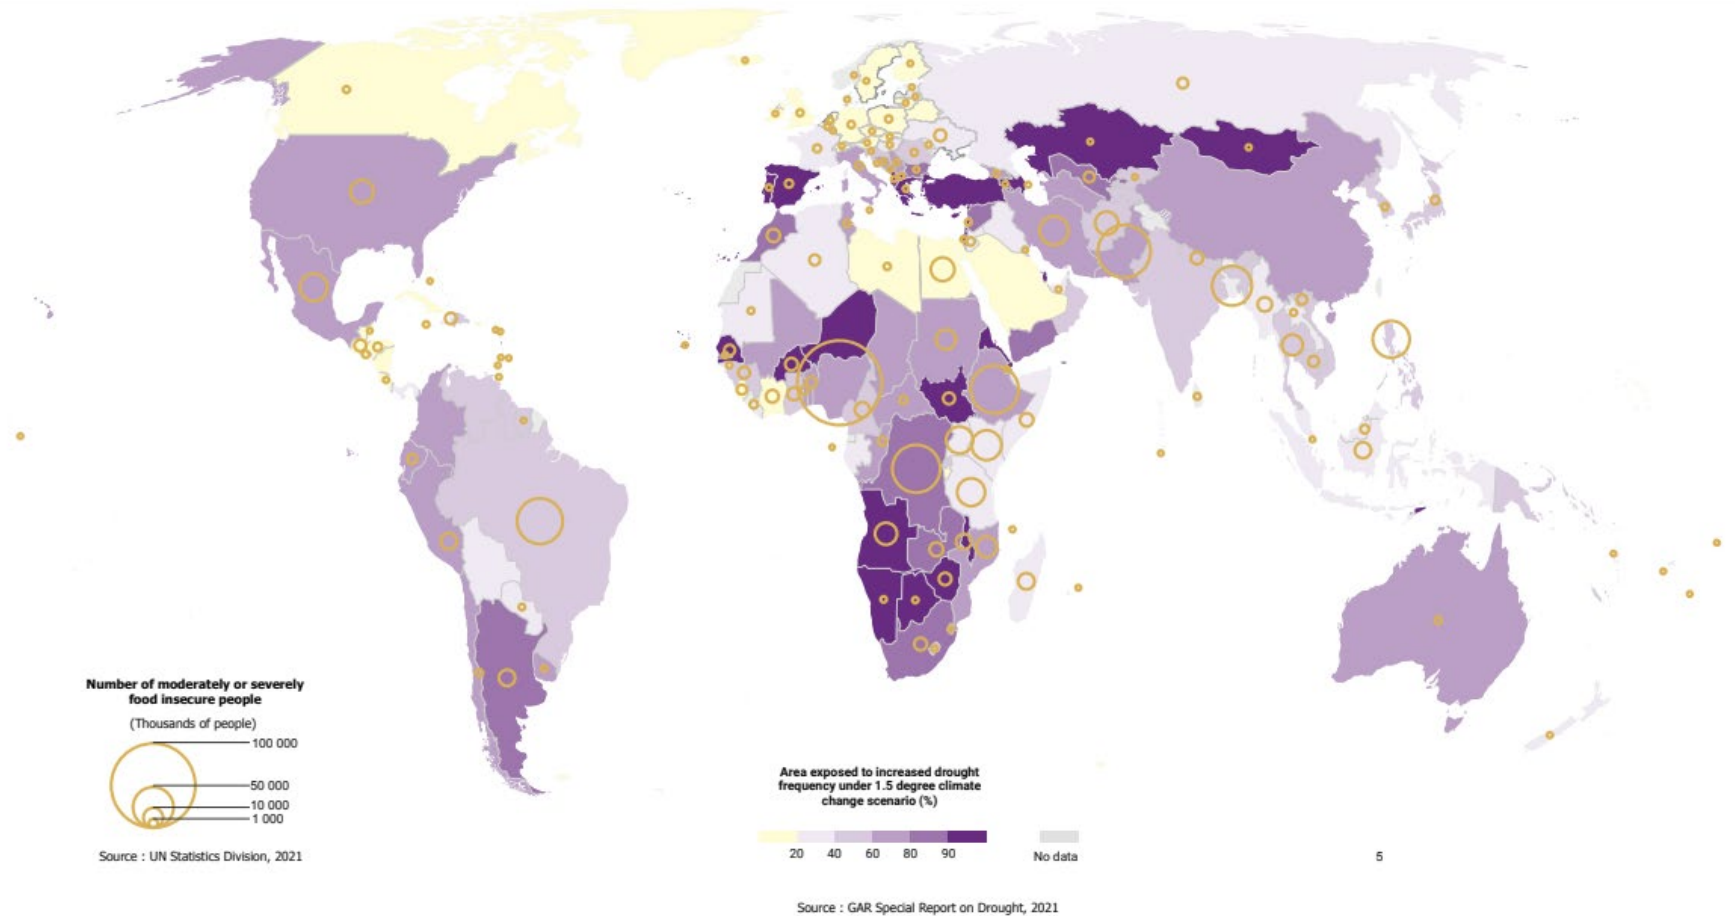 Number of moderately or severely
food insecure people
(Thousands of people)
100 000
50 000
10 000
1 000
Source : UN Statistics Division, 2021
Area exposed to increased drought
frequency under 1.5 degree climate
change scenario (%)
20 40 60 80 90
No data
5
Source : GAR Special Report on Drought, 2021